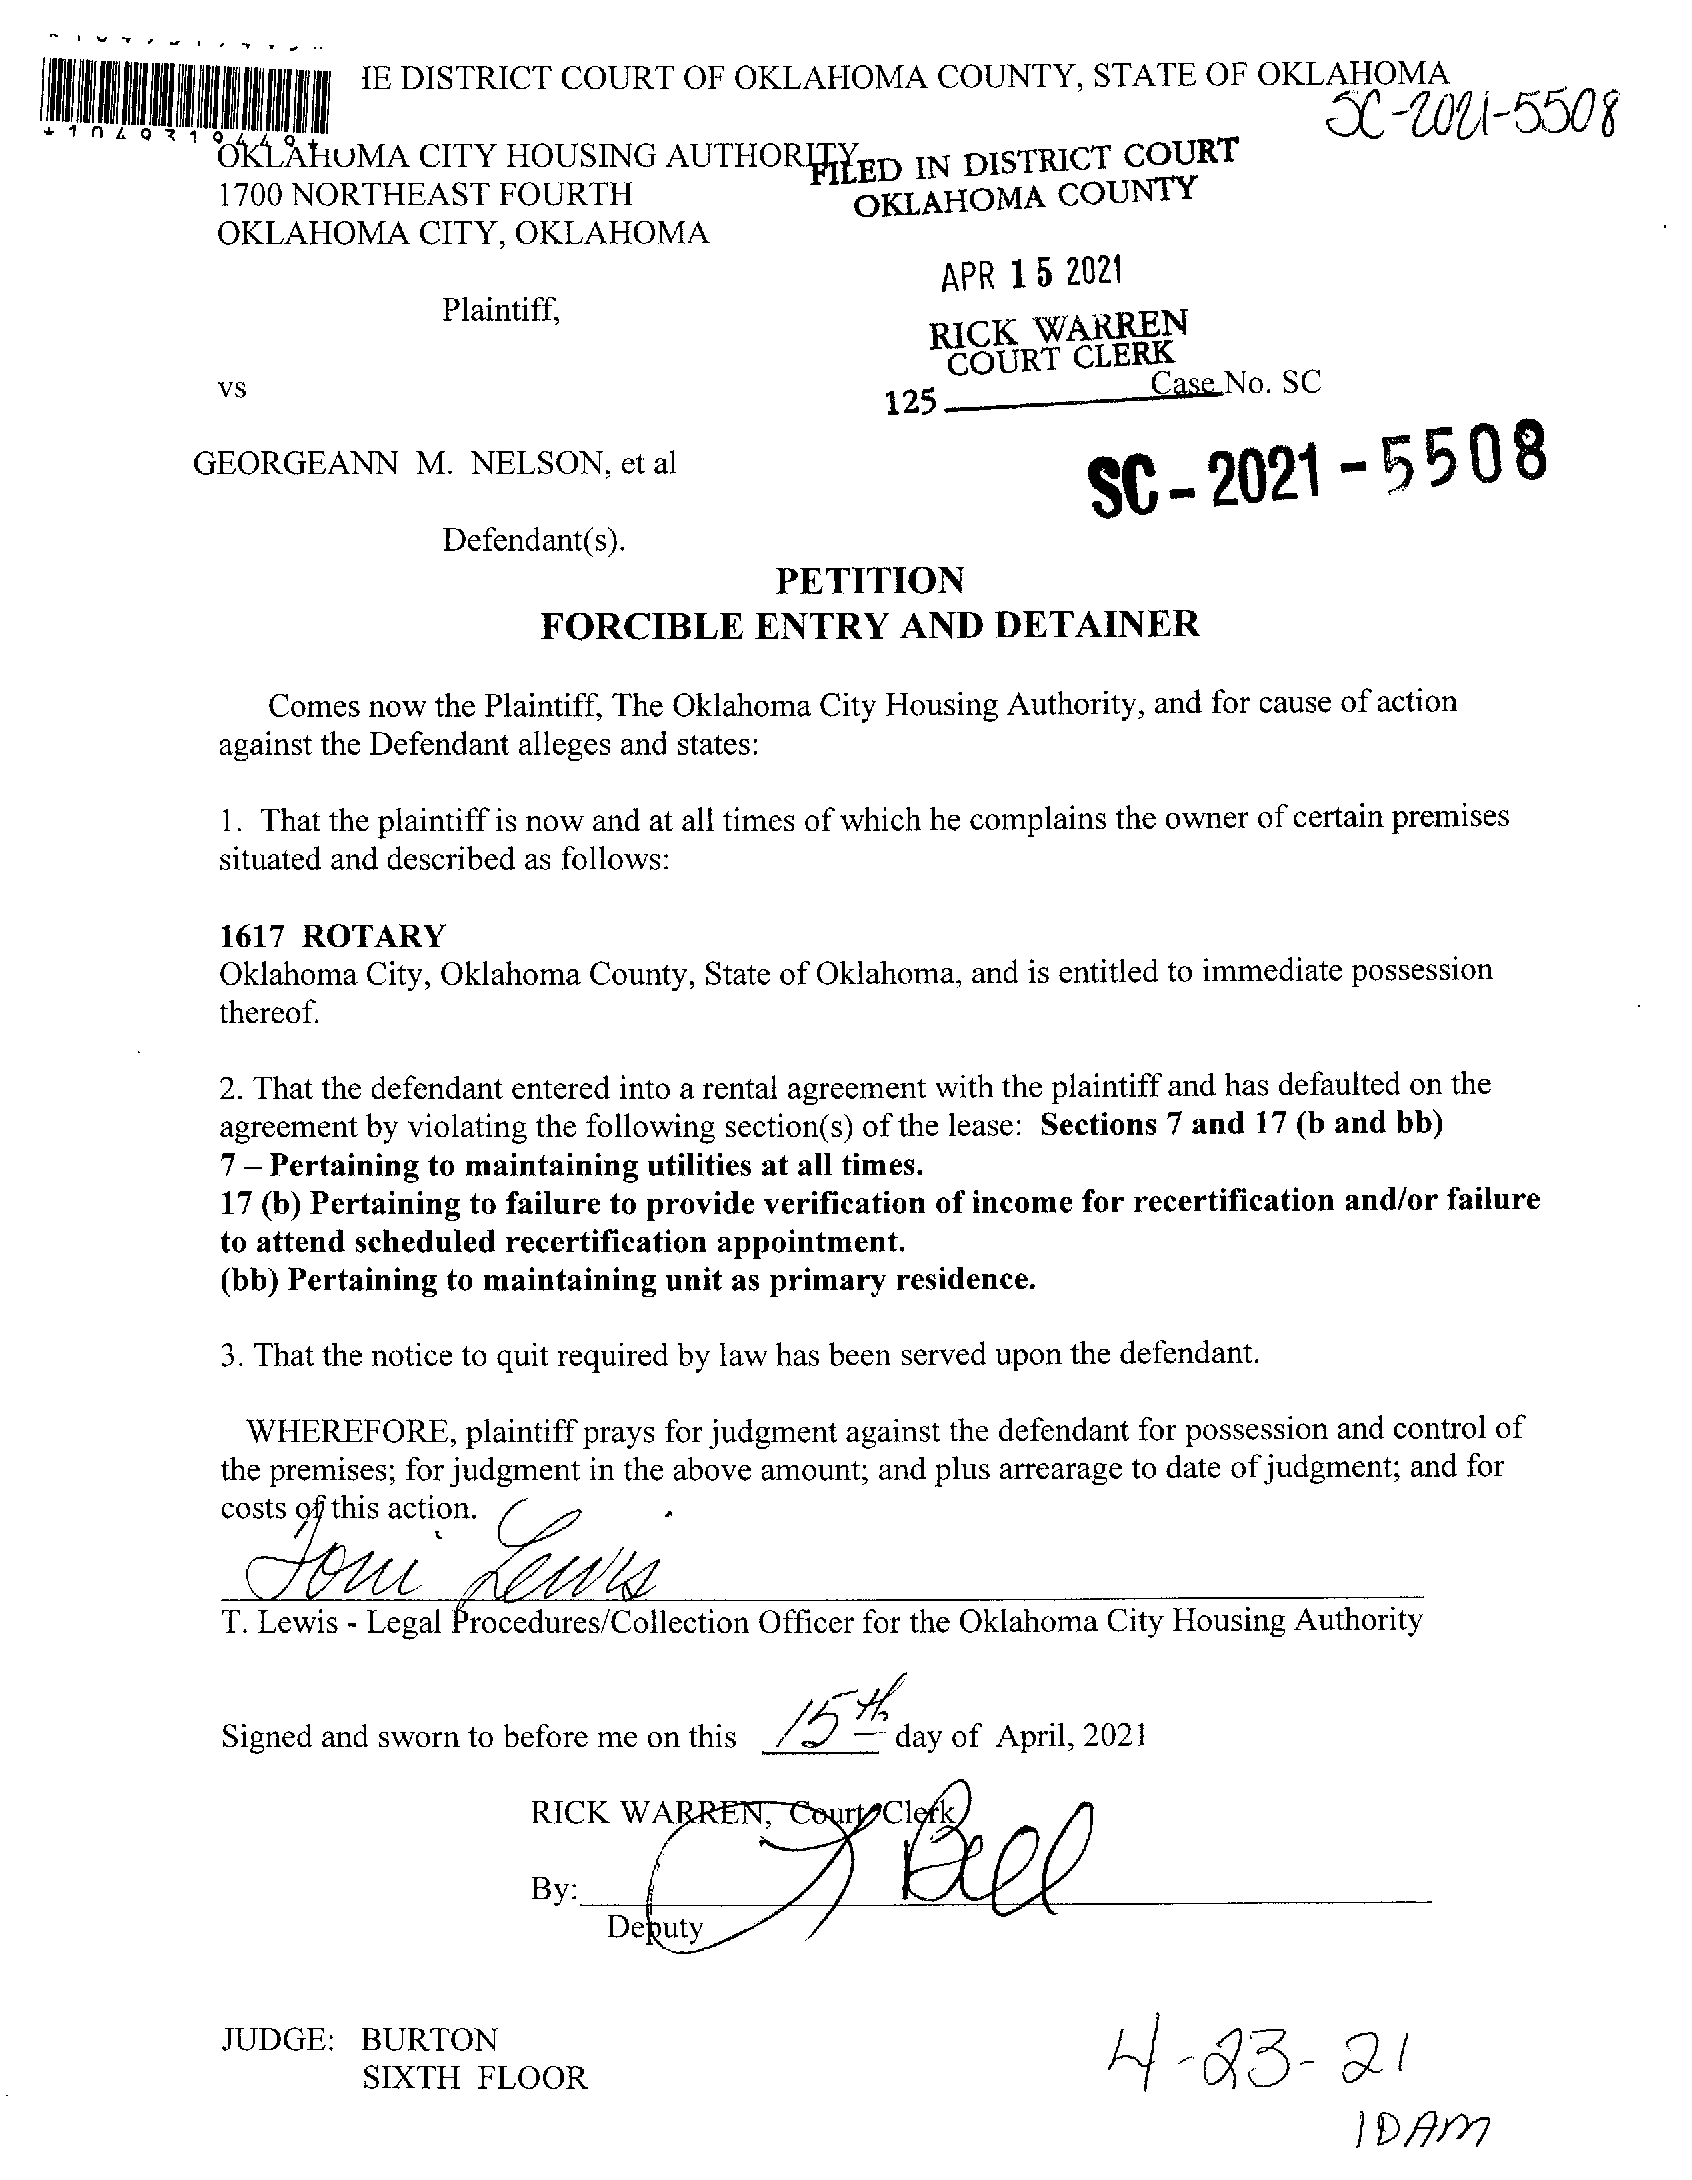 IE DISTRICT COURT OF OKLAHOMA COUNTY, STATE OF OKLAHOMA
SC-2021-5508
OKLAHOMA CITY HOUSING AUTHORITY
1700 NORTHEAST FOURTH
OKLAHOMA CITY, OKLAHOMA
FILED IN DISTRICT COURT
OKLAHOMA COUNTY
APR 15 2021
RICK WARREN
COURT CLERK
125
Plaintiff,
vs
Case No. SC
GEORGEANN M. NELSON, et al
SC-2021-5508
Defendant(s).
PETITION
FORCIBLE ENTRY AND DETAINER
Comes now the Plaintiff, The Oklahoma City Housing Authority, and for cause of action
against the Defendant alleges and states:
1. That the plaintiff is now and at all times of which he complains the owner of certain premises
situated and described as follows:
1617 ROTARY
Oklahoma City, Oklahoma County, State of Oklahoma, and is entitled to immediate possession
thereof.
2. That the defendant entered into a rental agreement with the plaintiff and has defaulted on the
agreement by violating the following section(s) of the lease: Sections 7 and 17 (b and bb)
7 – Pertaining to maintaining utilities at all times.
17 (b) Pertaining to failure to provide verification of income for recertification and/or failure
to attend scheduled recertification appointment.
(bb) Pertaining to maintaining unit as primary residence.
3. That the notice to quit required by law has been served upon the defendant.
WHEREFORE, plaintiff prays for judgment against the defendant for possession and control of
the premises; for judgment in the above amount; and plus arrearage to date of judgment; and for
costs of this action.
Toni Lewis
T. Lewis - Legal Procedures/Collection Officer for the Oklahoma City Housing Authority
Signed and sworn to before me on this 15th day of April, 2021
RICK WARREN, Court Clerk
By: Bell
Deputy
JUDGE: BURTON
SIXTH FLOOR
4-23-21
10AM